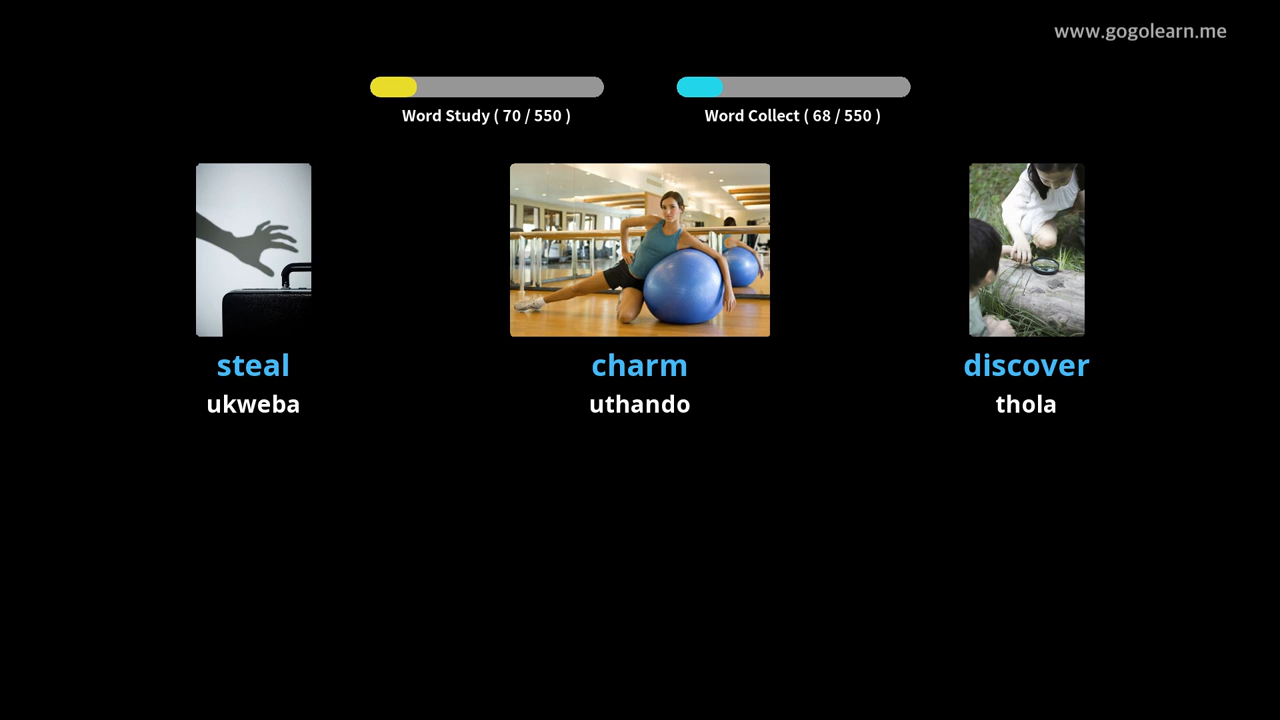 www.gogolearn.me
Word Study ( 70 / 550 )
Word Collect ( 68 / 550 )
steal
ukweba
charm
uthando
discover
thola